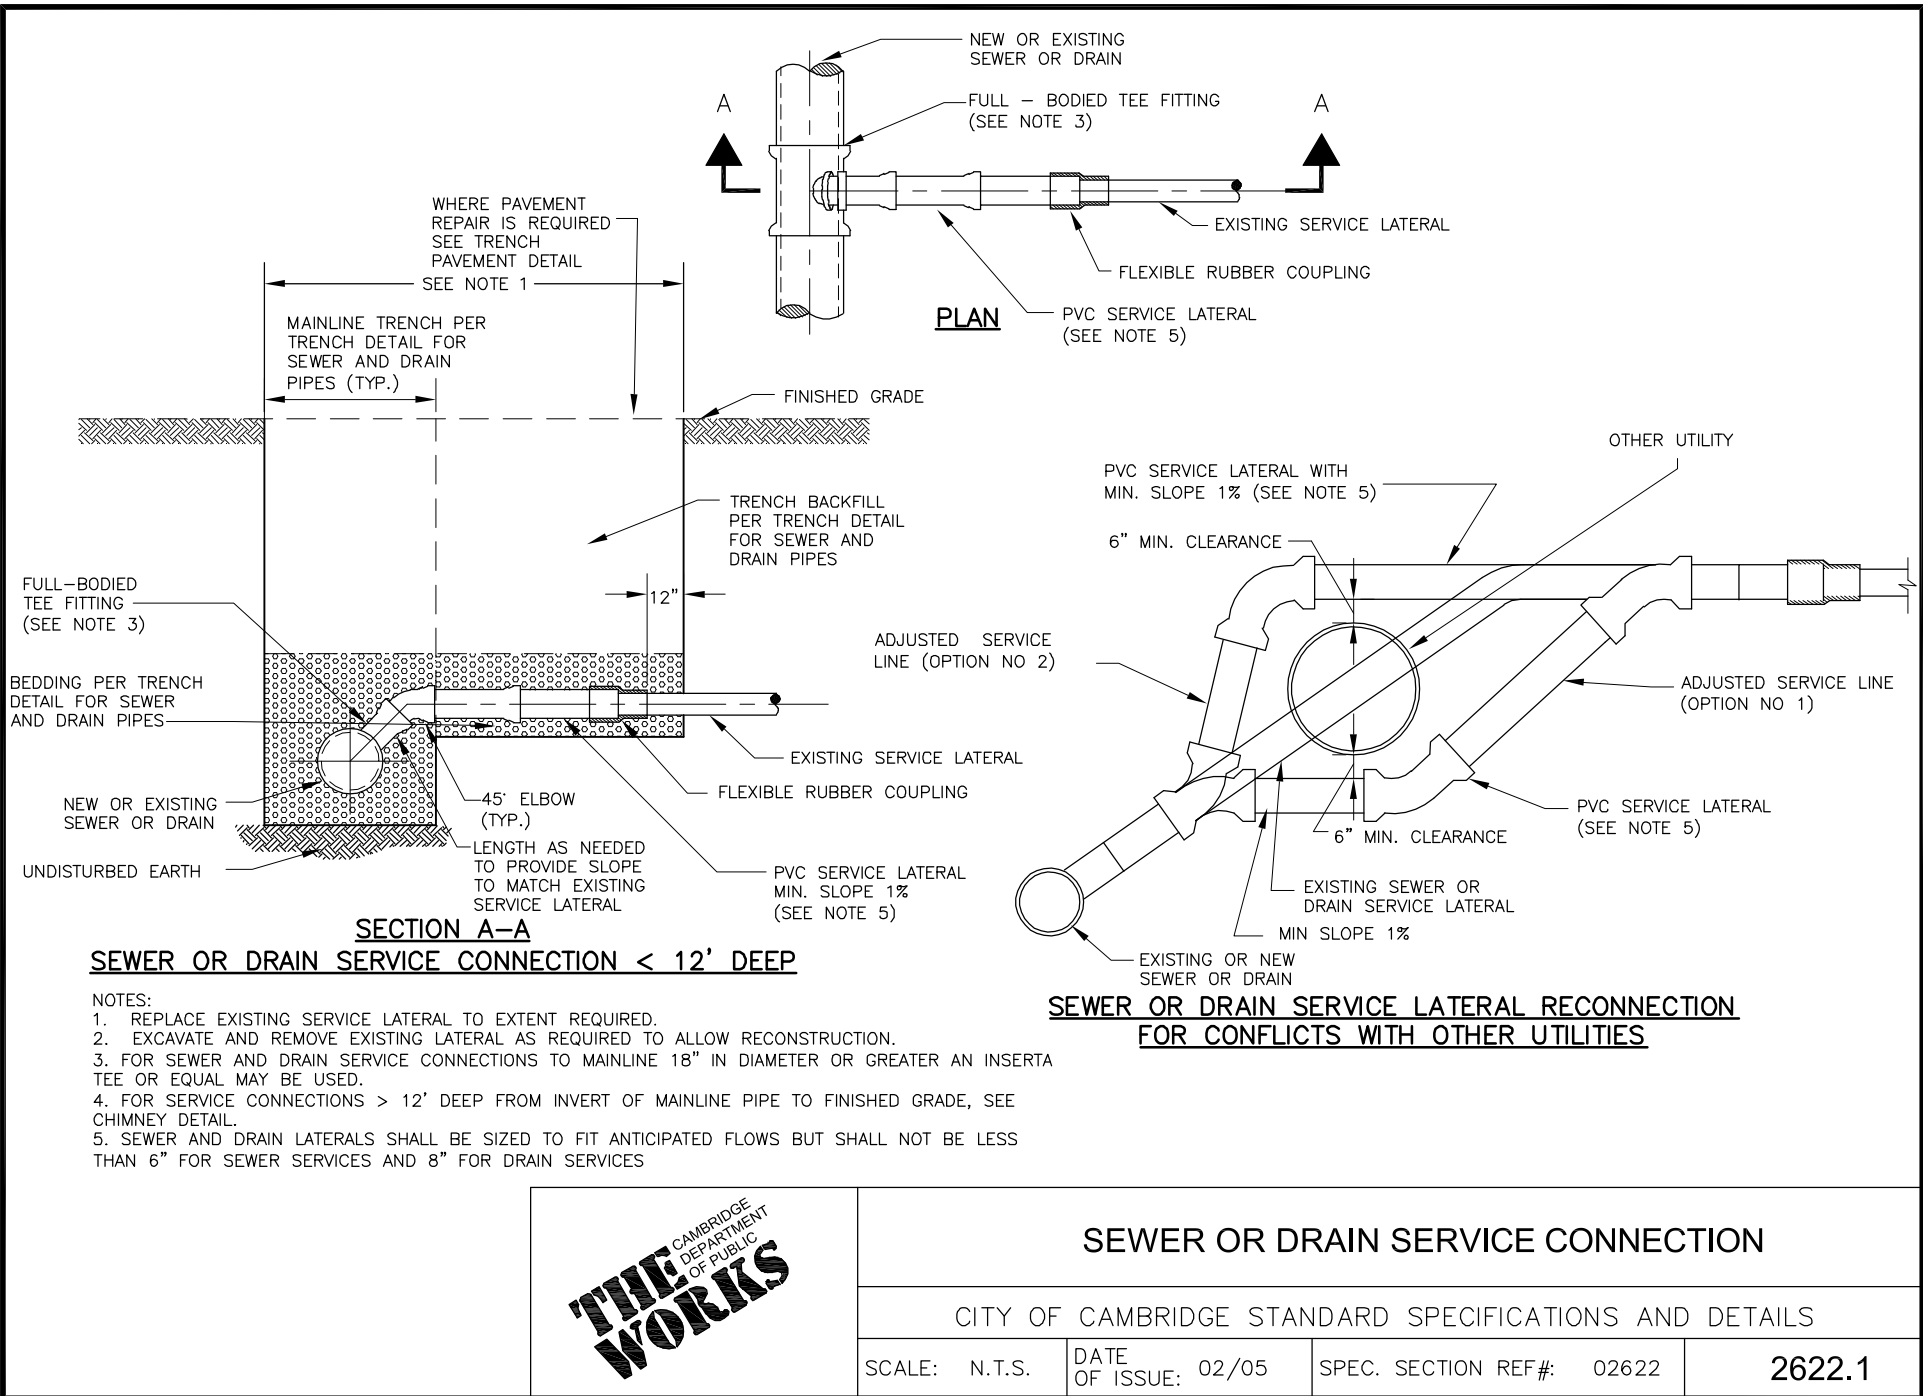 NEW OR EXISTING
SEWER OR DRAIN
A
FULL - BODIED TEE FITTING
(SEE NOTE 3)
A
EXISTING SERVICE LATERAL
FLEXIBLE RUBBER COUPLING
PVC SERVICE LATERAL
(SEE NOTE 5)
PLAN
WHERE PAVEMENT
REPAIR IS REQUIRED
SEE TRENCH
PAVEMENT DETAIL
SEE NOTE 1
MAINLINE TRENCH PER
TRENCH DETAIL FOR
SEWER AND DRAIN
PIPES (TYP.)
FINISHED GRADE
TRENCH BACKFILL
PER TRENCH DETAIL
FOR SEWER AND
DRAIN PIPES
12"
FULL-BODIED
TEE FITTING
(SEE NOTE 3)
BEDDING PER TRENCH
DETAIL FOR SEWER
AND DRAIN PIPES
NEW OR EXISTING
SEWER OR DRAIN
UNDISTURBED EARTH
45° ELBOW
(TYP.)
LENGTH AS NEEDED
TO PROVIDE SLOPE
TO MATCH EXISTING
SERVICE LATERAL
EXISTING SERVICE LATERAL
FLEXIBLE RUBBER COUPLING
PVC SERVICE LATERAL
MIN. SLOPE 1%
(SEE NOTE 5)
SECTION A-A
SEWER OR DRAIN SERVICE CONNECTION < 12' DEEP
OTHER UTILITY
PVC SERVICE LATERAL WITH
MIN. SLOPE 1% (SEE NOTE 5)
6" MIN. CLEARANCE
ADJUSTED SERVICE
LINE (OPTION NO 2)
ADJUSTED SERVICE LINE
(OPTION NO 1)
PVC SERVICE LATERAL
(SEE NOTE 5)
6" MIN. CLEARANCE
EXISTING SEWER OR
DRAIN SERVICE LATERAL
MIN SLOPE 1%
EXISTING OR NEW
SEWER OR DRAIN
SEWER OR DRAIN SERVICE LATERAL RECONNECTION
FOR CONFLICTS WITH OTHER UTILITIES
NOTES:
1. REPLACE EXISTING SERVICE LATERAL TO EXTENT REQUIRED.
2. EXCAVATE AND REMOVE EXISTING LATERAL AS REQUIRED TO ALLOW RECONSTRUCTION.
3. FOR SEWER AND DRAIN SERVICE CONNECTIONS TO MAINLINE 18" IN DIAMETER OR GREATER AN INSERTA
TEE OR EQUAL MAY BE USED.
4. FOR SERVICE CONNECTIONS > 12' DEEP FROM INVERT OF MAINLINE PIPE TO FINISHED GRADE, SEE
CHIMNEY DETAIL.
5. SEWER AND DRAIN LATERALS SHALL BE SIZED TO FIT ANTICIPATED FLOWS BUT SHALL NOT BE LESS
THAN 6" FOR SEWER SERVICES AND 8" FOR DRAIN SERVICES
THE
CAMBRIDGE
DEPARTMENT
OF PUBLIC
WORKS
SEWER OR DRAIN SERVICE CONNECTION
CITY OF CAMBRIDGE STANDARD SPECIFICATIONS AND DETAILS
SCALE: N.T.S.
DATE
OF ISSUE: 02/05
SPEC. SECTION REF#: 02622
2622.1